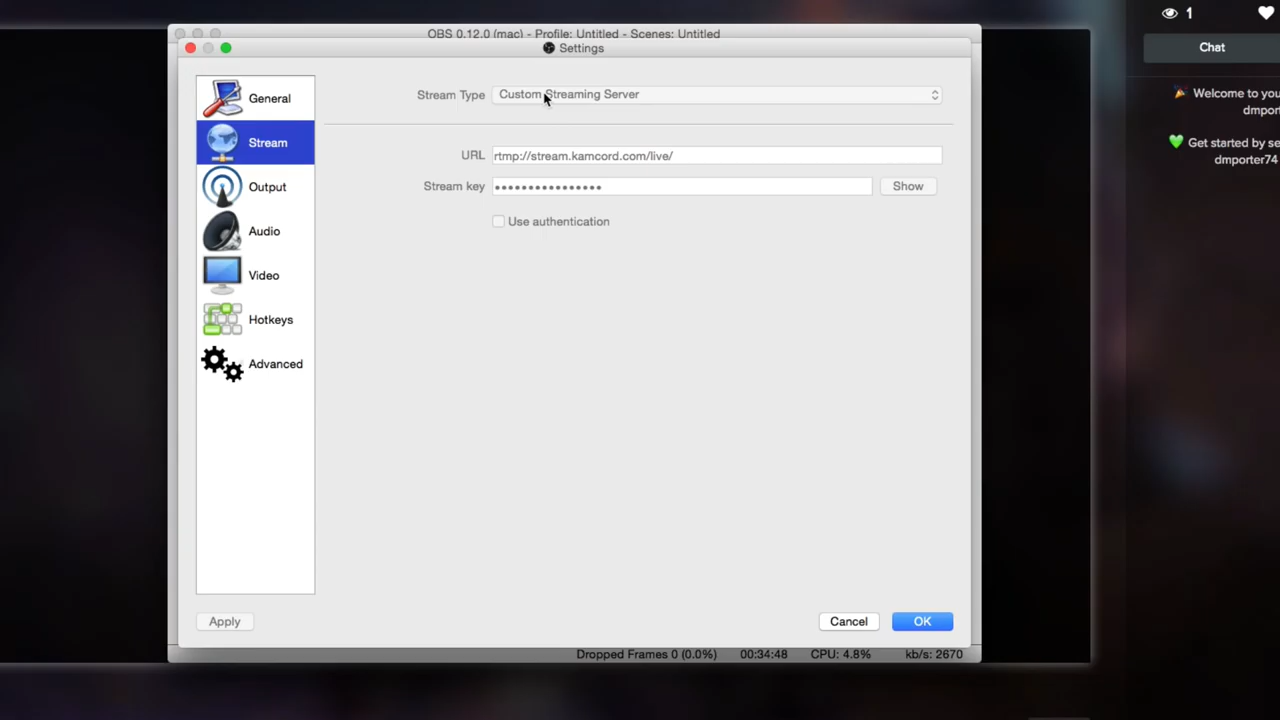 1
OBS 0.12.0 (mac) - Profile: Untitled - Scenes: Untitled
Settings
Chat
General
Stream Type
Custom Streaming Server
Welcome to you
dmpor
Stream
URL
rtmp://stream.kamcord.com/live/
Get started by se
dmporter74
Output
Stream key
••••••••••••••••
Show
Use authentication
Audio
Video
Hotkeys
Advanced
Apply
Cancel
OK
Dropped Frames 0 (0.0%)
00:34:48
CPU: 4.8%
kb/s: 2670